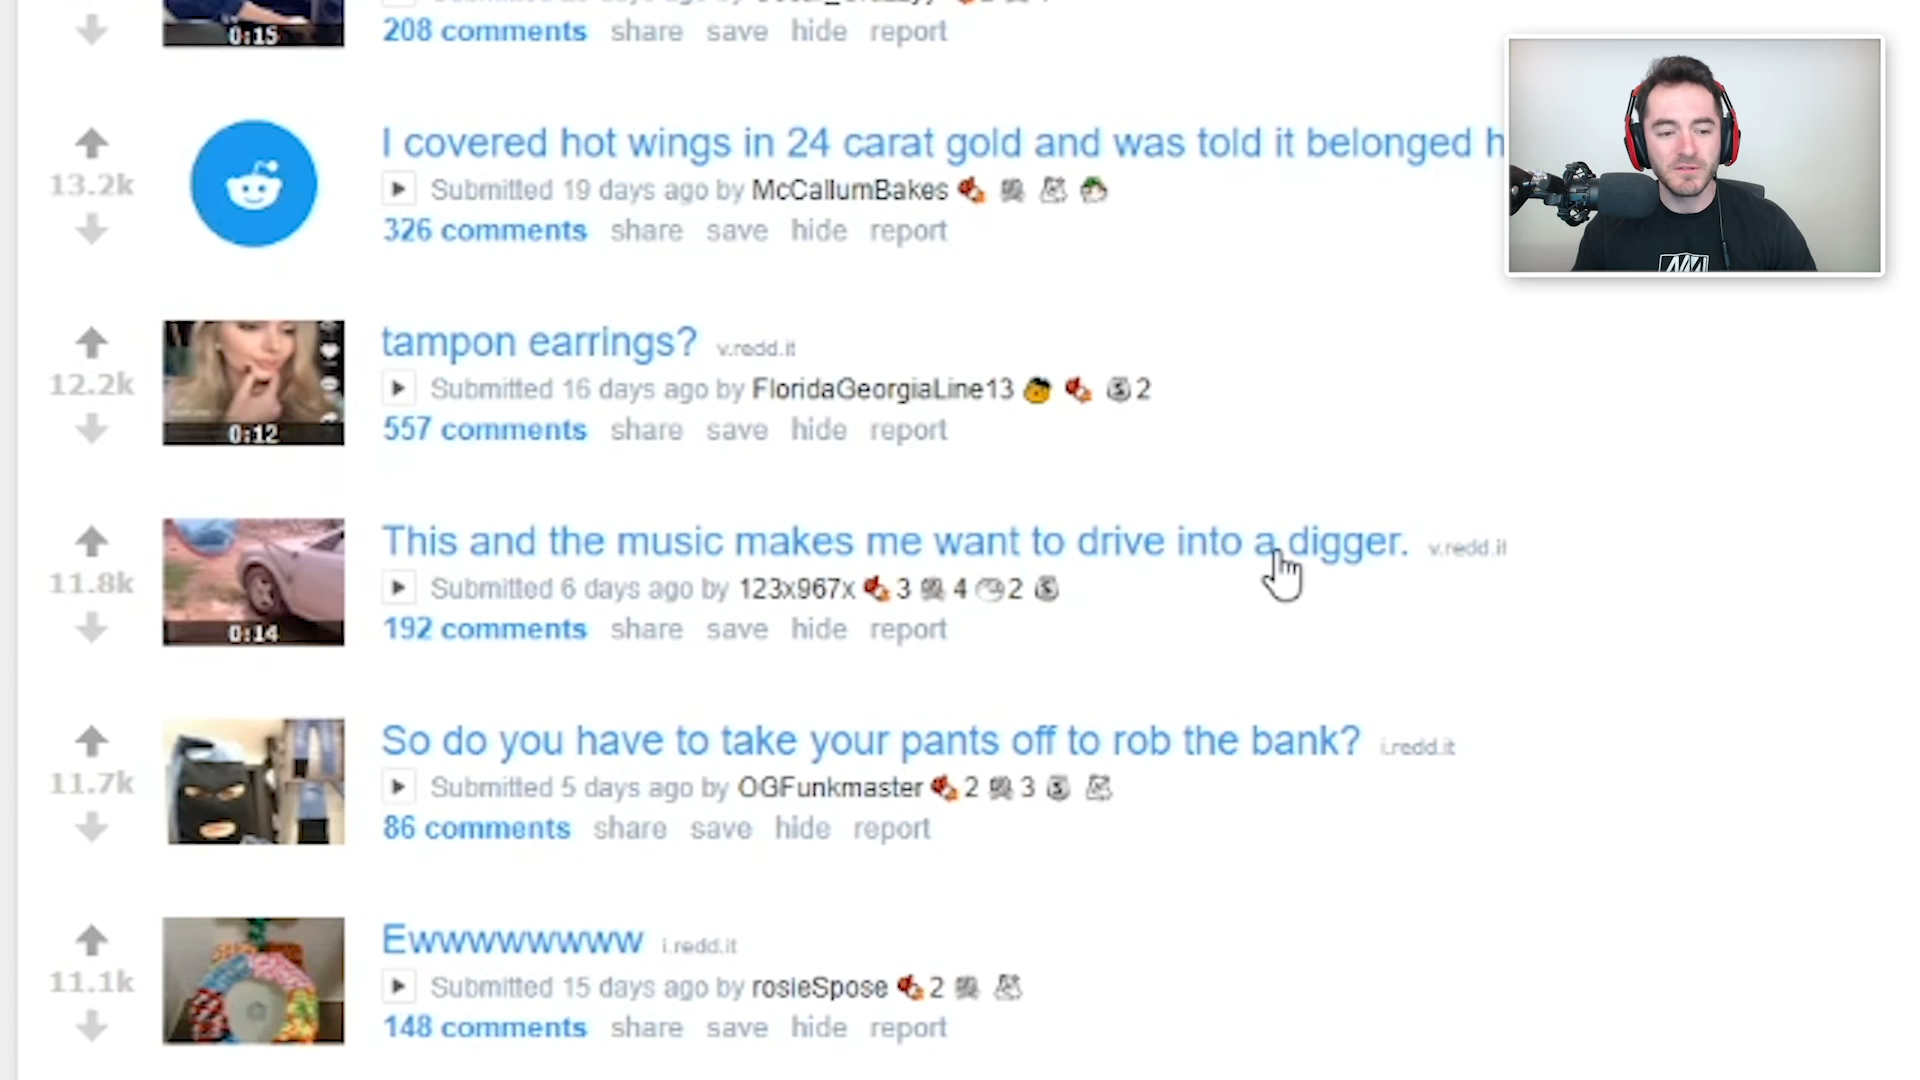 0:15
208 comments share save hide report
I covered hot wings in 24 carat gold and was told it belonged h
13.2k
Submitted 19 days ago by McCallumBakes
326 comments share save hide report
tampon earrings? v.redd.it
12.2k
Submitted 16 days ago by FloridaGeorgiaLine13 2
0:12
557 comments share save hide report
This and the music makes me want to drive into a digger. v.redd.it
11.8k
Submitted 6 days ago by 123x967x 3 4 2
0:14
192 comments share save hide report
So do you have to take your pants off to rob the bank? i.redd.it
11.7k
Submitted 5 days ago by OGFunkmaster 2 3
86 comments share save hide report
Ewwwwwwww i.redd.it
11.1k
Submitted 15 days ago by rosieSpose 2
148 comments share save hide report